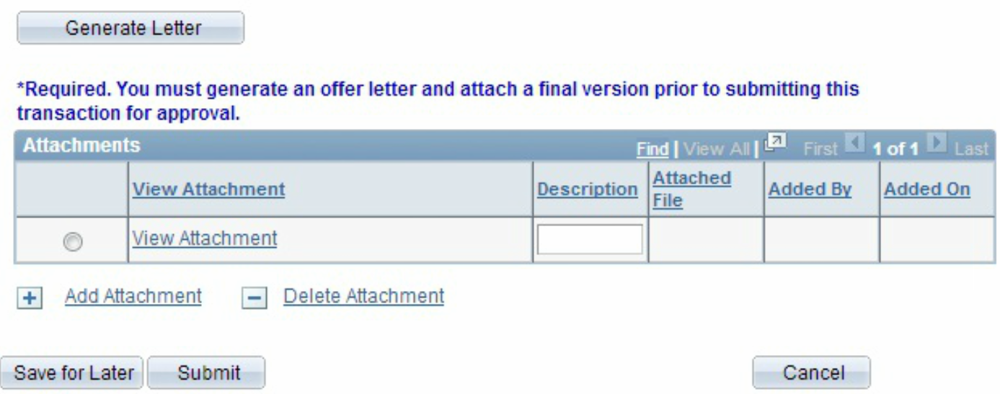 Generate Letter
*Required. You must generate an offer letter and attach a final version prior to submitting this
transaction for approval.
Attachments Find | View All | First 1 of 1 Last
View Attachment Description Attached File Added By Added On
View Attachment
+ Add Attachment − Delete Attachment
Save for Later Submit Cancel